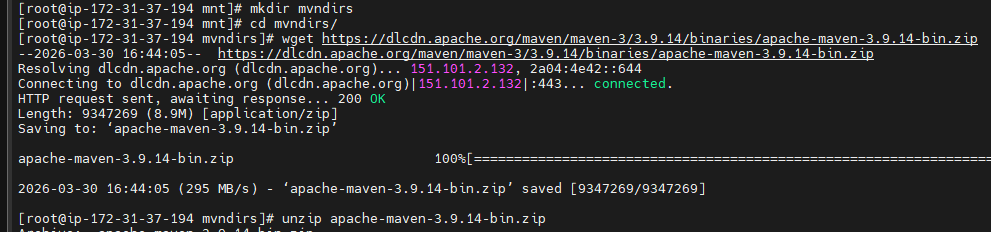 [root@ip-172-31-37-194 mnt]# mkdir mvndirs
[root@ip-172-31-37-194 mnt]# cd mvndirs/
[root@ip-172-31-37-194 mvndirs]# wget https://dlcdn.apache.org/maven/maven-3/3.9.14/binaries/apache-maven-3.9.14-bin.zip
--2026-03-30 16:44:05--  https://dlcdn.apache.org/maven/maven-3/3.9.14/binaries/apache-maven-3.9.14-bin.zip
Resolving dlcdn.apache.org (dlcdn.apache.org)... 151.101.2.132, 2a04:4e42::644
Connecting to dlcdn.apache.org (dlcdn.apache.org)|151.101.2.132|:443... connected.
HTTP request sent, awaiting response... 200 OK
Length: 9347269 (8.9M) [application/zip]
Saving to: ‘apache-maven-3.9.14-bin.zip’
apache-maven-3.9.14-bin.zip                         100%[==================================================================
2026-03-30 16:44:05 (295 MB/s) - ‘apache-maven-3.9.14-bin.zip’ saved [9347269/9347269]
[root@ip-172-31-37-194 mvndirs]# unzip apache-maven-3.9.14-bin.zip
Archive:  apache-maven-3.9.14-bin.zip